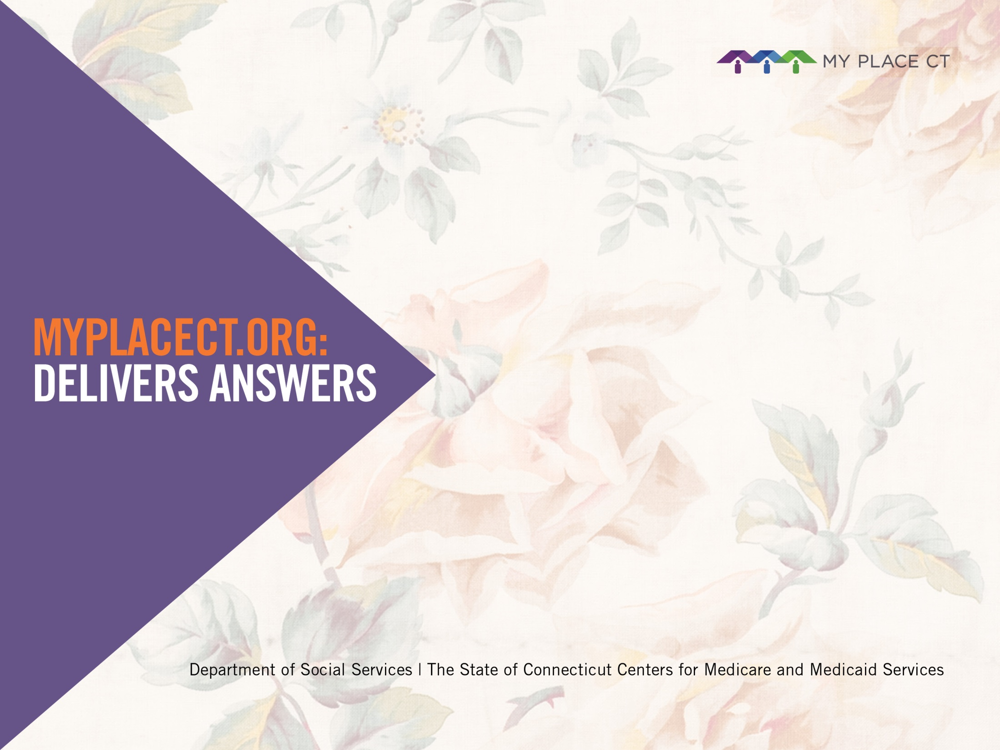 MY PLACE CT
MYPLACECT.ORG:
DELIVERS ANSWERS
Department of Social Services | The State of Connecticut Centers for Medicare and Medicaid Services